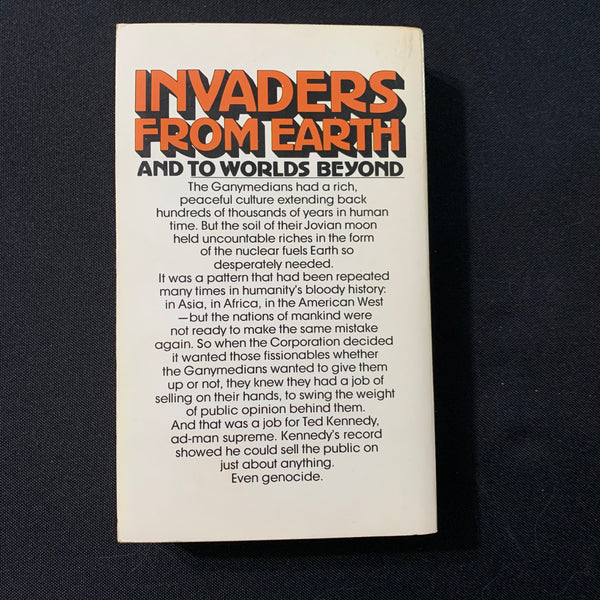 INVADERS
FROM EARTH
AND TO WORLDS BEYOND
The Ganymedians had a rich,
peaceful culture extending back
hundreds of thousands of years in human
time. But the soil of their Jovian moon
held uncountable riches in the form
of the nuclear fuels Earth so
desperately needed.
It was a pattern that had been repeated
many times in humanity's bloody history:
in Asia, in Africa, in the American West
—but the nations of mankind were
not ready to make the same mistake
again. So when the Corporation decided
it wanted those fissionables whether
the Ganymedians wanted to give them
up or not, they knew they had a job of
selling on their hands, to swing the weight
of public opinion behind them.
And that was a job for Ted Kennedy,
ad-man supreme. Kennedy's record
showed he could sell the public on
just about anything.
Even genocide.